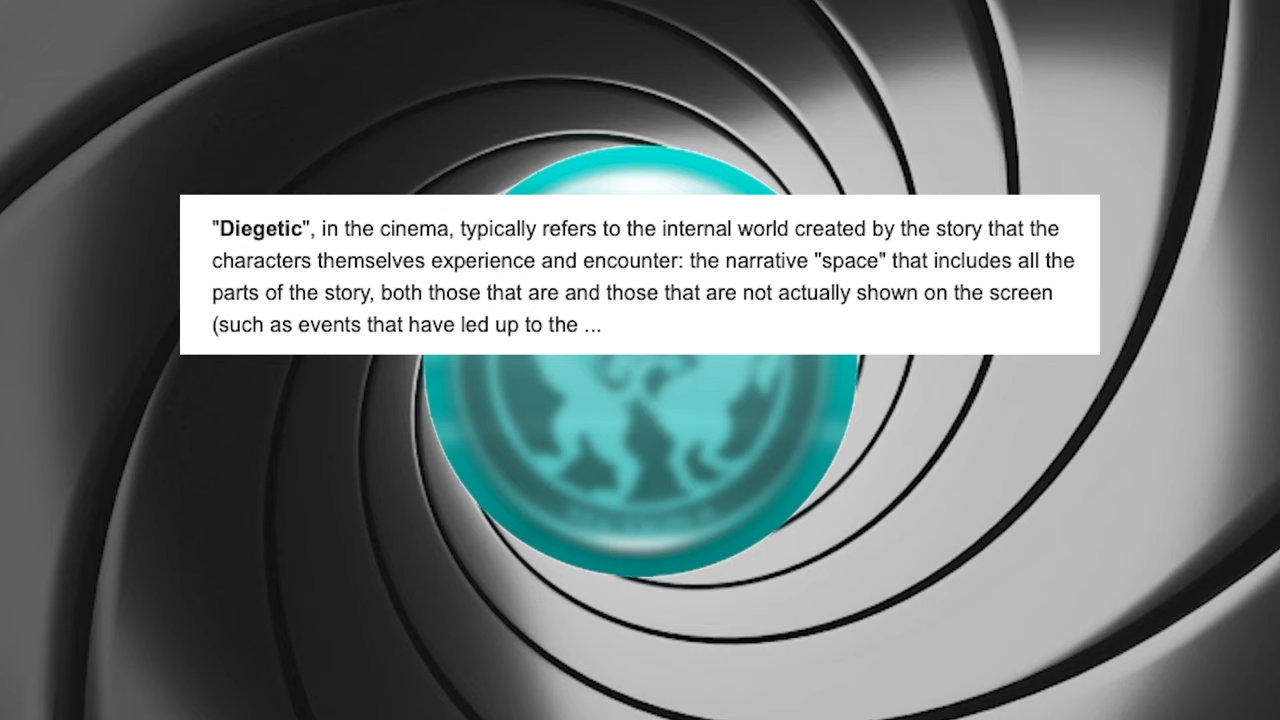 "Diegetic", in the cinema, typically refers to the internal world created by the story that the
characters themselves experience and encounter: the narrative "space" that includes all the
parts of the story, both those that are and those that are not actually shown on the screen
(such as events that have led up to the ...